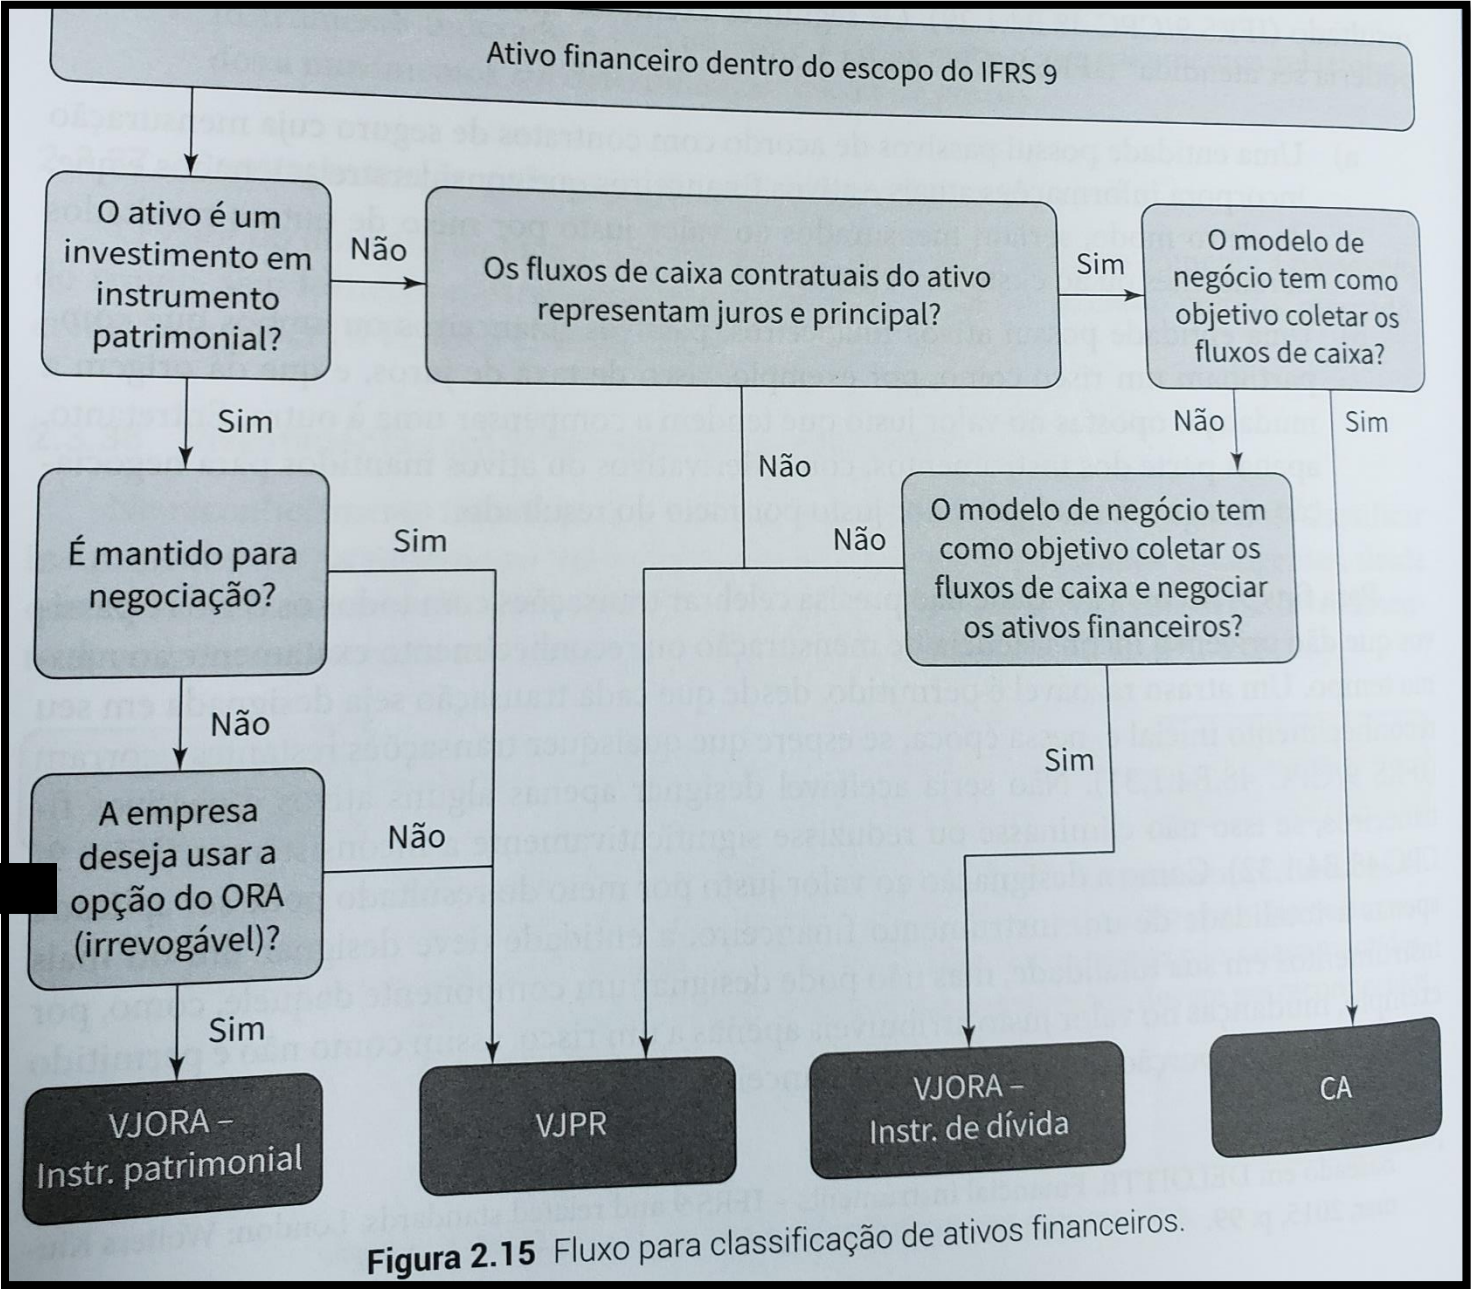 Ativo financeiro dentro do escopo do IFRS 9
O ativo é um
investimento em
instrumento
patrimonial?
Não
Os fluxos de caixa contratuais do ativo
representam juros e principal?
Sim
O modelo de
negócio tem como
objetivo coletar os
fluxos de caixa?
Sim
Não
Não
Sim
É mantido para
negociação?
Sim
Não
O modelo de negócio tem
como objetivo coletar os
fluxos de caixa e negociar
os ativos financeiros?
Não
Sim
A empresa
deseja usar a
opção do ORA
(irrevogável)?
Não
Sim
VJORA –
Instr. patrimonial
VJPR
VJORA –
Instr. de dívida
CA
Figura 2.15 Fluxo para classificação de ativos financeiros.